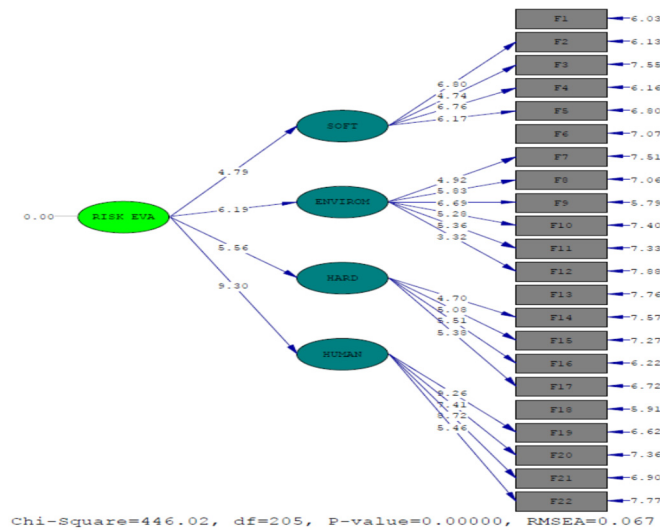 F1 6.03
F2 6.13
F3 7.55
F4 6.16
F5 6.80
F6 7.07
F7 7.51
F8 7.06
F9 5.79
F10 7.40
F11 7.33
F12 7.88
F13 7.76
F14 7.57
F15 7.27
F16 6.22
F17 6.72
F18 5.91
F19 6.62
F20 7.36
F21 6.90
F22 7.77
6.80
4.74
6.76
6.17
SOFT
4.79
4.92
5.83
6.69
5.28
5.36
3.32
ENVIROM
6.19
0.00
RISK EVA
5.56
HARD
4.70
5.08
5.51
5.38
9.30
HUMAN
7.41
5.46
Chi-Square=446.02, df=205, P-value=0.00000, RMSEA=0.067